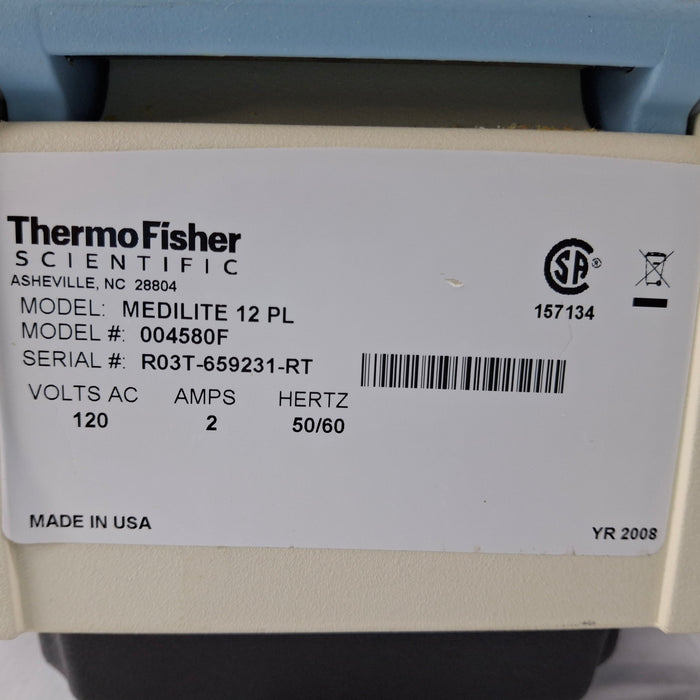 ThermoFisher
SCIENTIFIC
ASHEVILLE, NC 28804
MODEL: MEDILITE 12 PL
MODEL #: 004580F
SERIAL #: R03T-659231-RT
VOLTS AC AMPS HERTZ
120 2 50/60
SA ®
157134
MADE IN USA
YR 2008